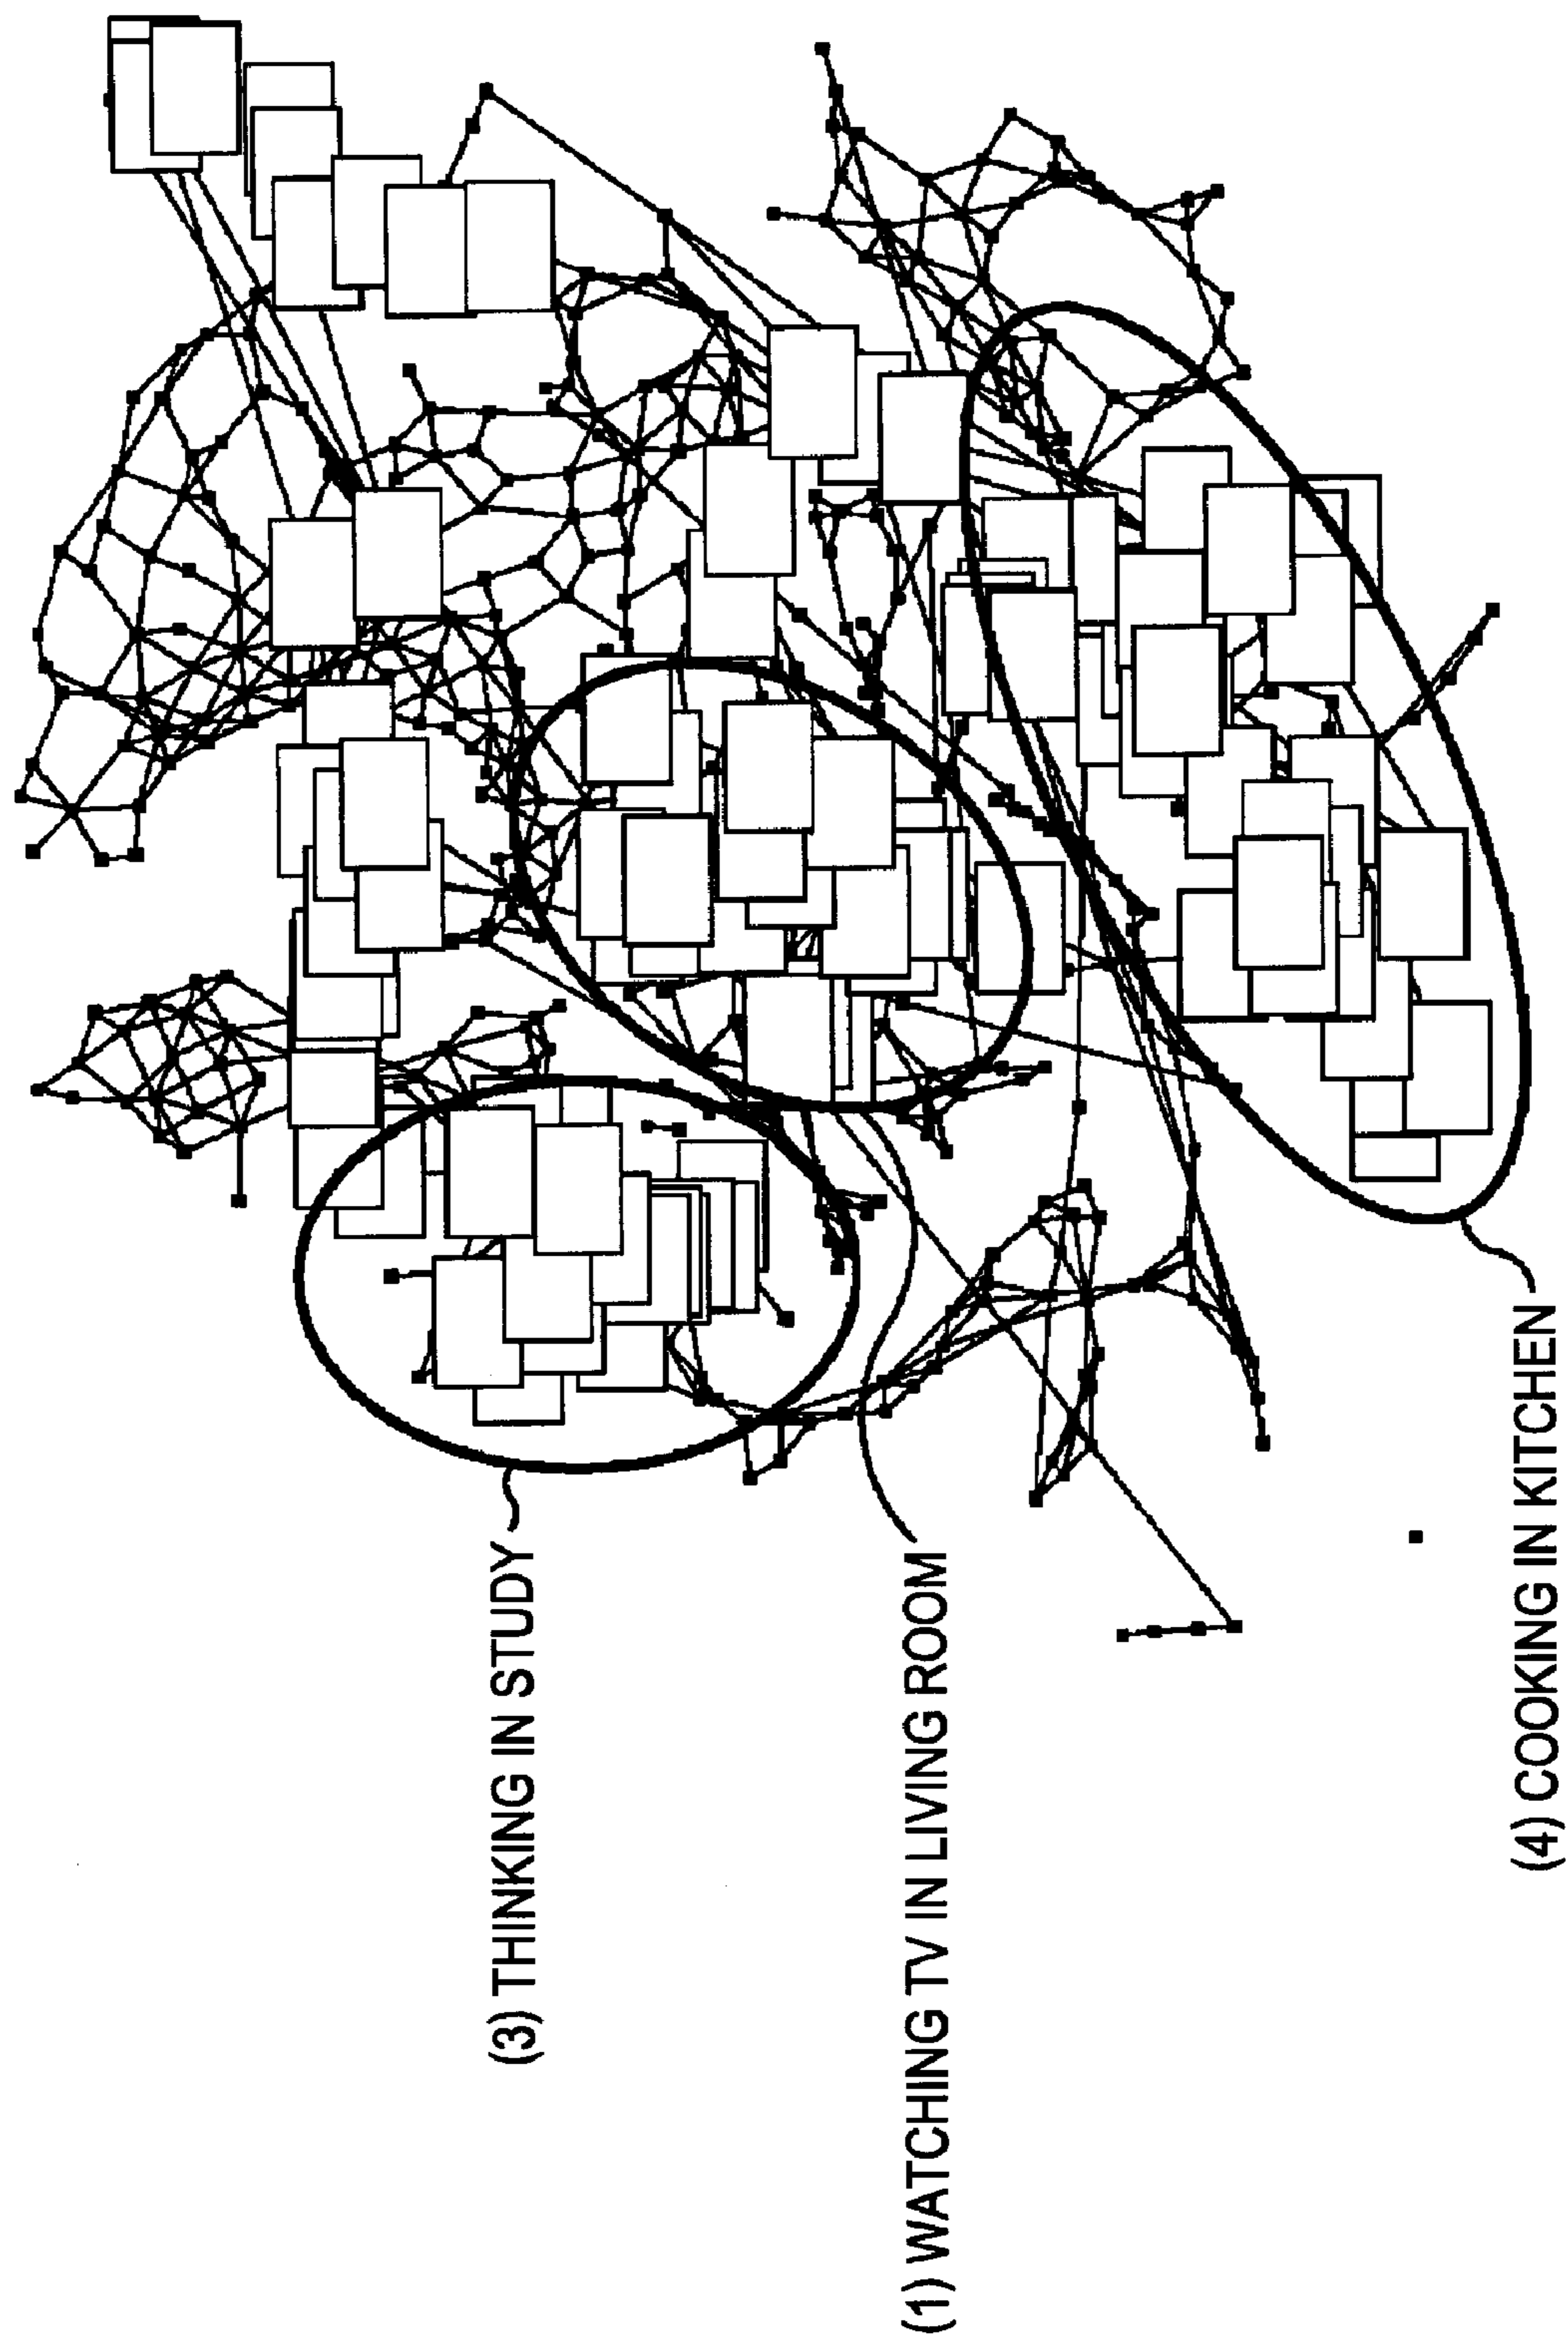 (3) THINKING IN STUDY
(1) WATCHING TV IN LIVING ROOM
(4) COOKING IN KITCHEN